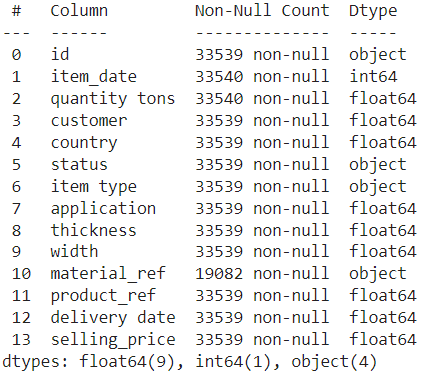 #   Column         Non-Null Count  Dtype
---  ------         --------------  -----
0   id             33539 non-null  object
1   item_date      33540 non-null  int64
2   quantity tons  33540 non-null  float64
3   customer       33539 non-null  float64
4   country        33539 non-null  float64
5   status         33539 non-null  object
6   item type      33539 non-null  object
7   application    33539 non-null  float64
8   thickness      33539 non-null  float64
9   width          33539 non-null  float64
10  material_ref   19082 non-null  object
11  product_ref    33539 non-null  float64
12  delivery date  33539 non-null  float64
13  selling_price  33539 non-null  float64
dtypes: float64(9), int64(1), object(4)